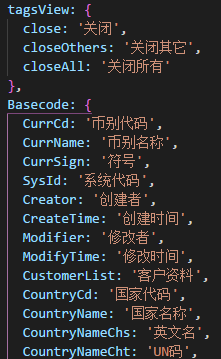 tagsView: {
close: '关闭',
closeOthers: '关闭其它',
closeAll: '关闭所有'
},
Basecode: {
CurrCd: '币别代码',
CurrName: '币别名称',
CurrSign: '符号',
SysId: '系统代码',
Creator: '创建者',
CreateTime: '创建时间',
Modifier: '修改者',
ModifyTime: '修改时间',
CustomerList: '客户资料',
CountryCd: '国家代码',
CountryName: '国家名称',
CountryNameChs: '英文名',
CountryNameCht: 'UN码'